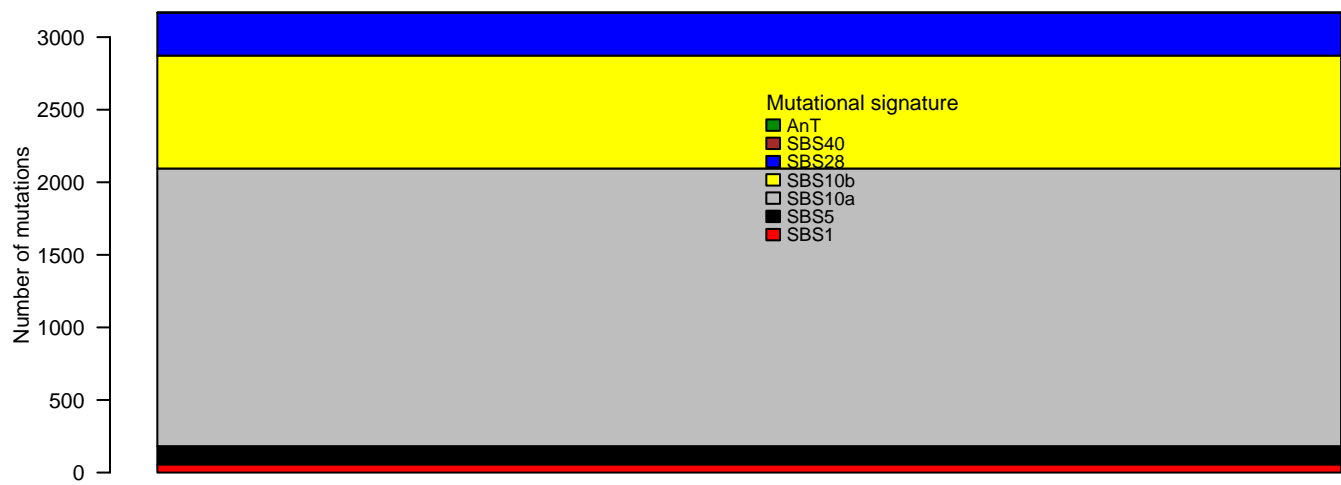 Number of mutations
3000
2500
2000
1500
1000
500
0
Mutational signature
AnT
SBS40
SBS28
SBS10b
SBS10a
SBS5
SBS1